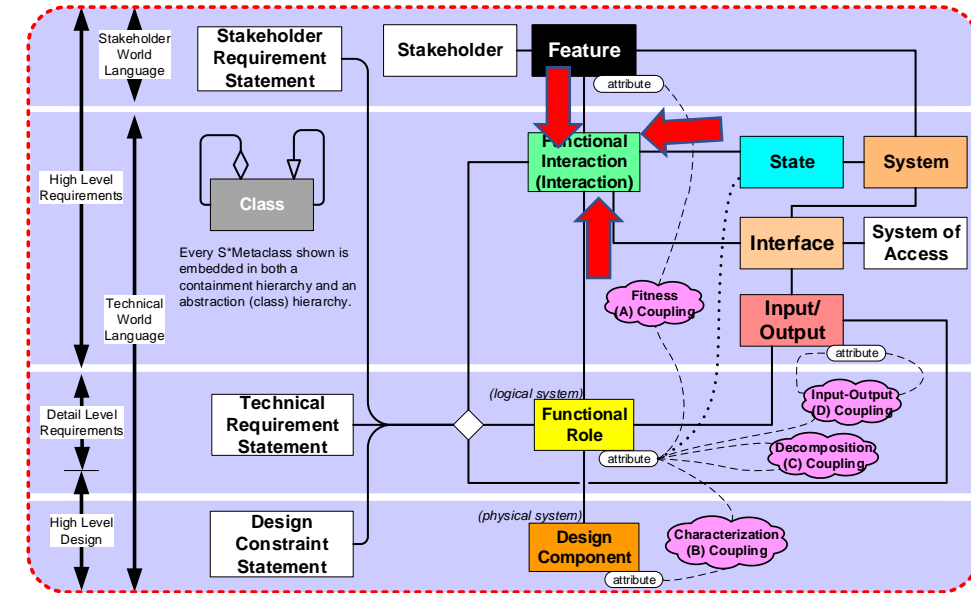 Stakeholder
World
Language
Stakeholder
Requirement
Statement
Stakeholder
Feature
attribute
High Level
Requirements
Class
Every S*Metaclass shown is
embedded in both a
containment hierarchy and an
abstraction (class) hierarchy.
Functional
Interaction
(Interaction)
State
System
Interface
System of
Access
Technical
World
Language
Fitness
(A) Coupling
Input/
Output
attribute
Detail Level
Requirements
Technical
Requirement
Statement
(logical system)
Functional
Role
attribute
Input-Output
(D) Coupling
Decomposition
(C) Coupling
High Level
Design
Design
Constraint
Statement
(physical system)
Design
Component
attribute
Characterization
(B) Coupling